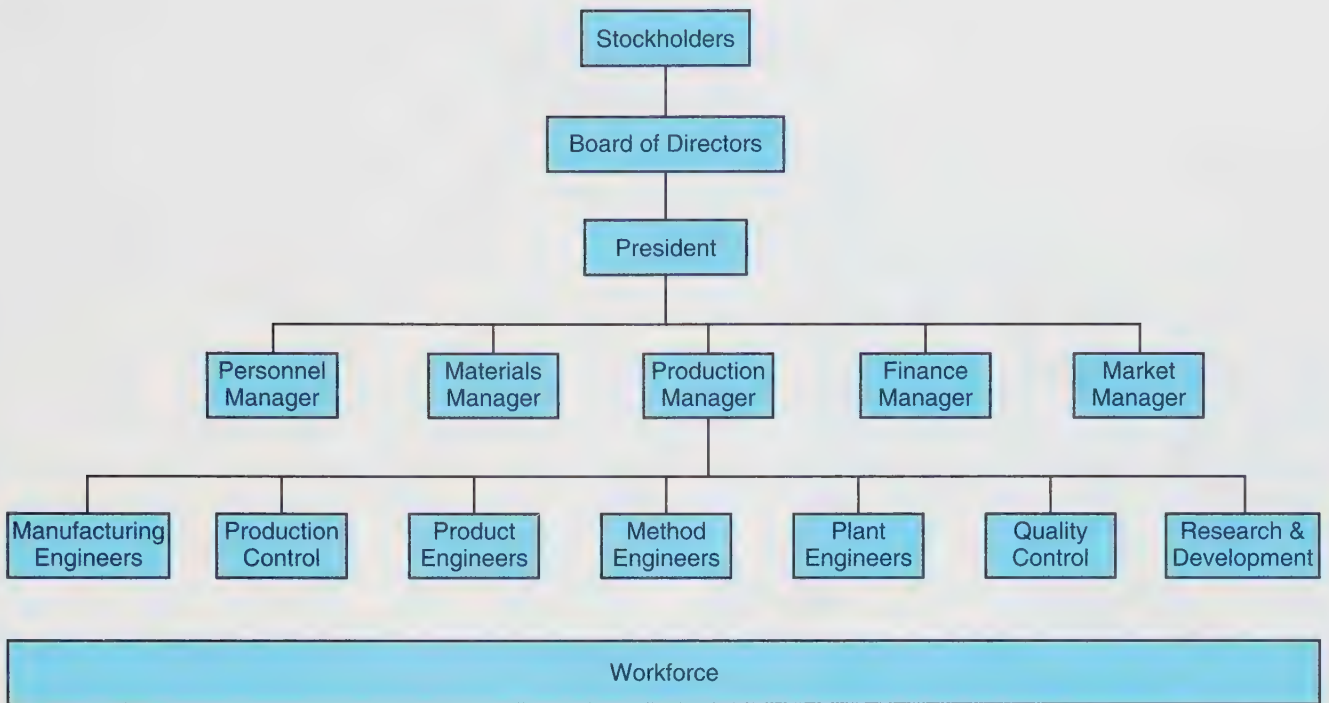 Stockholders
Board of Directors
President
Personnel
Manager
Materials
Manager
Production
Manager
Finance
Manager
Market
Manager
Manufacturing
Engineers
Production
Control
Product
Engineers
Method
Engineers
Plant
Engineers
Quality
Control
Research &
Development
Workforce